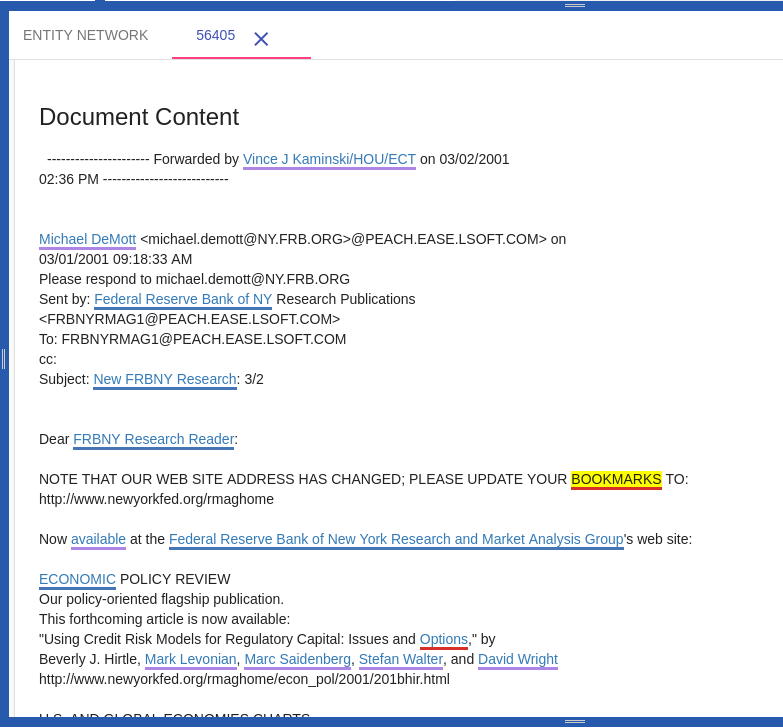 ENTITY NETWORK 56405
Document Content
---------------------- Forwarded by Vince J Kaminski/HOU/ECT on 03/02/2001
02:36 PM ---------------------------
Michael DeMott <michael.demott@NY.FRB.ORG>@PEACH.EASE.LSOFT.COM> on
03/01/2001 09:18:33 AM
Please respond to michael.demott@NY.FRB.ORG
Sent by: Federal Reserve Bank of NY Research Publications
<FRBNYRMAG1@PEACH.EASE.LSOFT.COM>
To: FRBNYRMAG1@PEACH.EASE.LSOFT.COM
cc:
Subject: New FRBNY Research: 3/2
Dear FRBNY Research Reader:
NOTE THAT OUR WEB SITE ADDRESS HAS CHANGED; PLEASE UPDATE YOUR BOOKMARKS TO:
http://www.newyorkfed.org/rmaghome
Now available at the Federal Reserve Bank of New York Research and Market Analysis Group's web site:
ECONOMIC POLICY REVIEW
Our policy-oriented flagship publication.
This forthcoming article is now available:
"Using Credit Risk Models for Regulatory Capital: Issues and Options," by
Beverly J. Hirtle, Mark Levonian, Marc Saidenberg, Stefan Walter, and David Wright
http://www.newyorkfed.org/rmaghome/econ_pol/2001/201bhir.html
U.S. AND GLOBAL ECONOMIES CHARTS